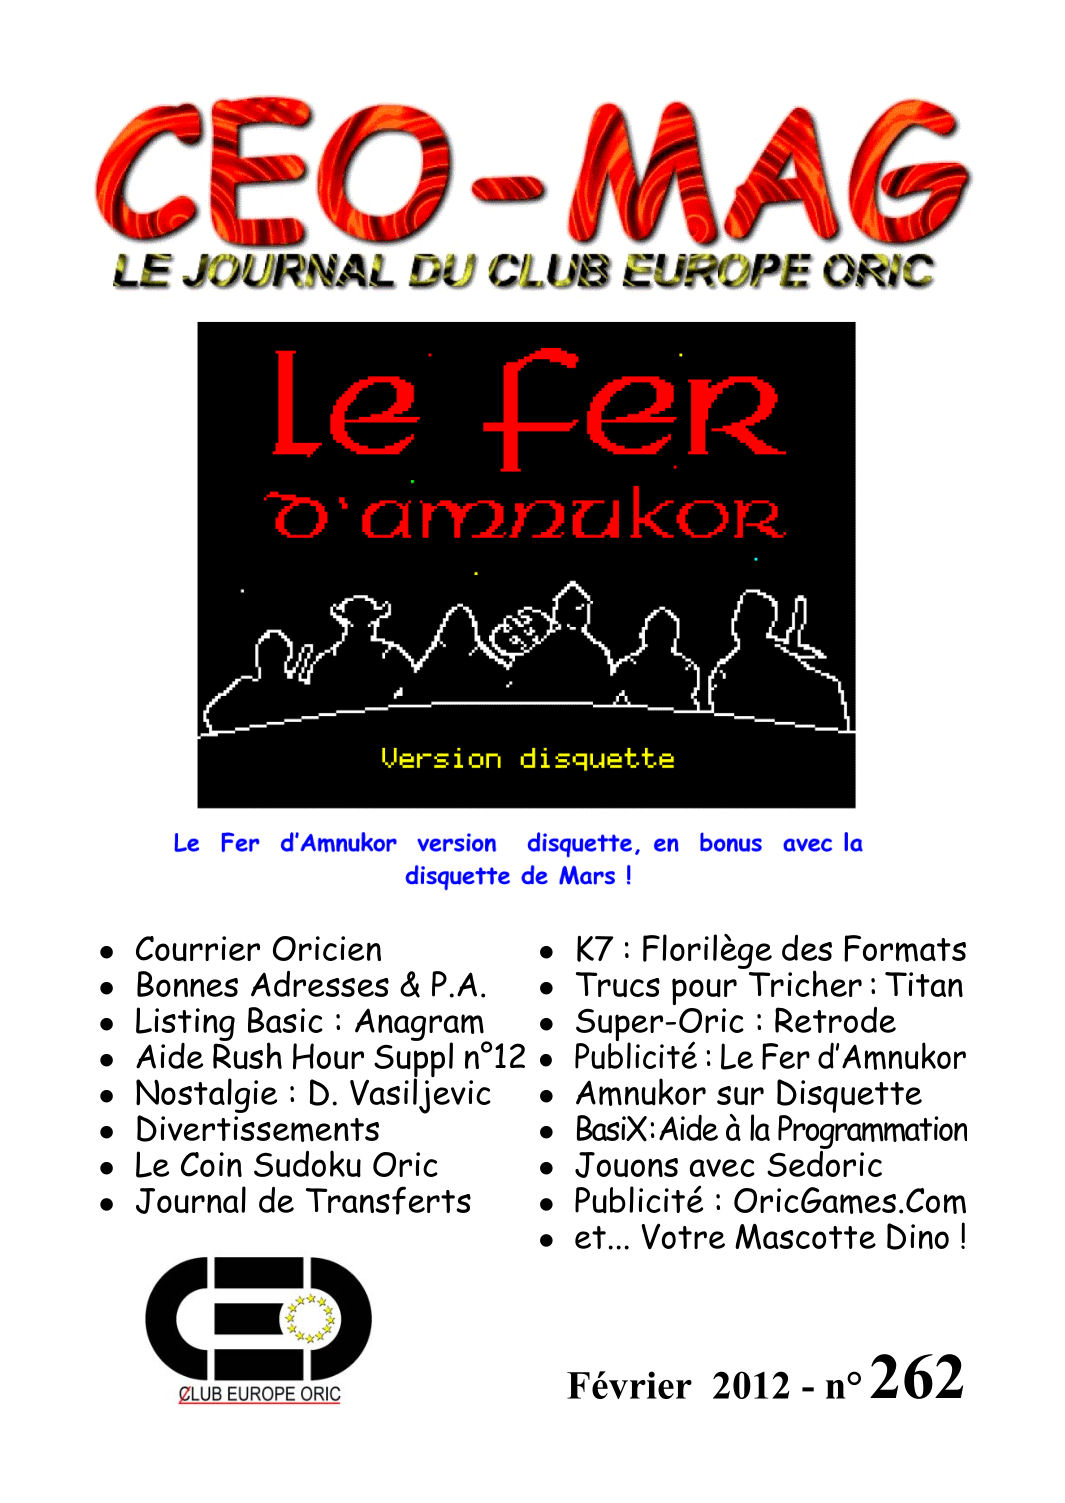 CEO-MAG
LE JOURNAL DU CLUB EUROPE ORIC
Le Fer
d'Amnukor
Version disquette
Le Fer d'Amnukor version disquette, en bonus avec la
disquette de Mars !
• Courrier Oricien
• Bonnes Adresses & P.A.
• Listing Basic : Anagram
• Aide Rush Hour Suppl n°12
• Nostalgie : D. Vasiljevic
• Divertissements
• Le Coin Sudoku Oric
• Journal de Transferts
• K7 : Florilège des Formats
• Trucs pour Tricher : Titan
• Super-Oric : Retrode
• Publicité : Le Fer d'Amnukor
• Amnukor sur Disquette
• BasiX: Aide à la Programmation
• Jouons avec Sedoric
• Publicité : OricGames.Com
• et... Votre Mascotte Dino !
CEO
CLUB EUROPE ORIC
Février 2012 - n° 262